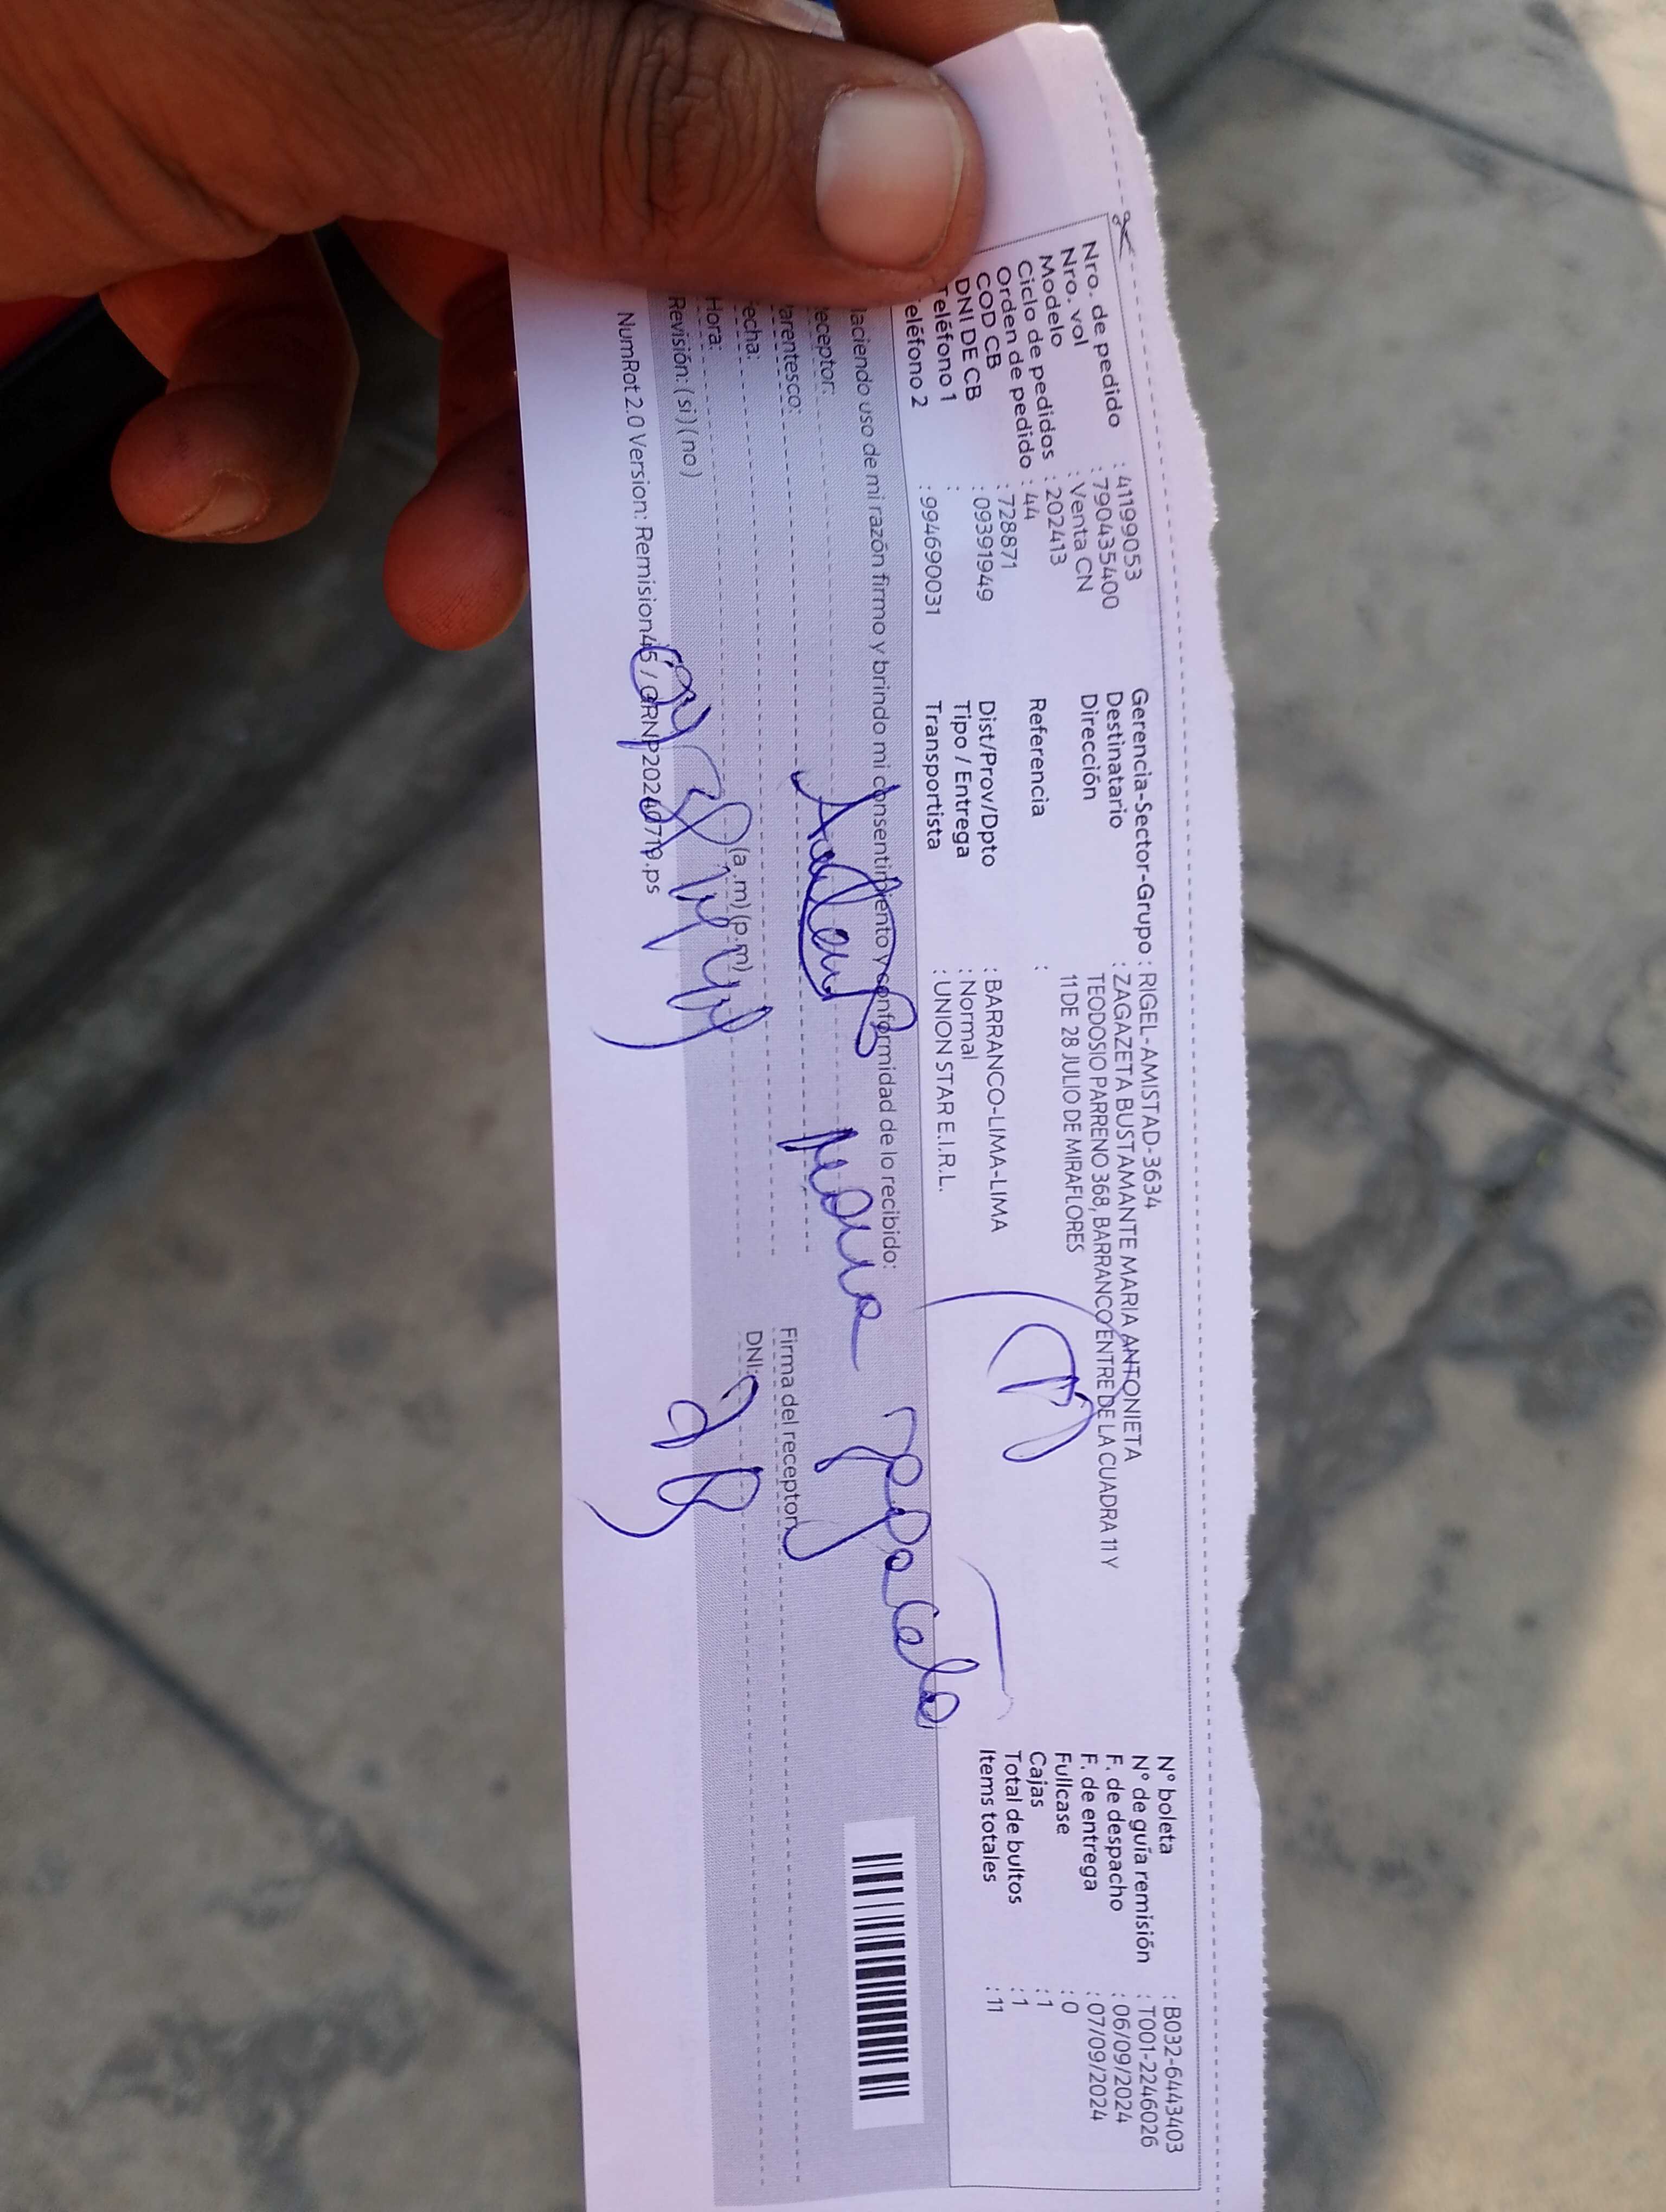 Nro. de pedido : 41199053
Nro. vol : 790435400
Modelo : Venta CN
Ciclo de pedidos : 202413
Orden de pedido : 44
COD CB : 728871
DNI DE CB : 09391949
Teléfono 1 :
eléfono 2 : 994690031
Gerencia-Sector-Grupo : RIGEL-AMISTAD-3634
Destinatario : ZAGAZETA BUSTAMANTE MARIA ANTONIETA
Dirección TEODOSIO PARRENO 368, BARRANCO ENTRE DE LA CUADRA 11 Y
11 DE 28 JULIO DE MIRAFLORES
Referencia :
Dist/Prov/Dpto : BARRANCO-LIMA-LIMA
Tipo / Entrega : Normal
Transportista : UNION STAR E.I.R.L.
N° boleta : B032-6443403
N° de guía remisión : T001-2246026
F. de despacho : 06/09/2024
F. de entrega : 07/09/2024
Fullcase : 0
Cajas : 1
Total de bultos : 1
Items totales : 11
aciendo uso de mi razón firmo y brindo mi consentimiento y conformidad de lo recibido:
eceptor:
arentesco:
echa:
Hora: (a.m) (p.m)
Revisión: ( si ) ( no )
Firma del receptor
DNI:
NumRot 2.0 Version: Remision45 / GRNP20240719.ps